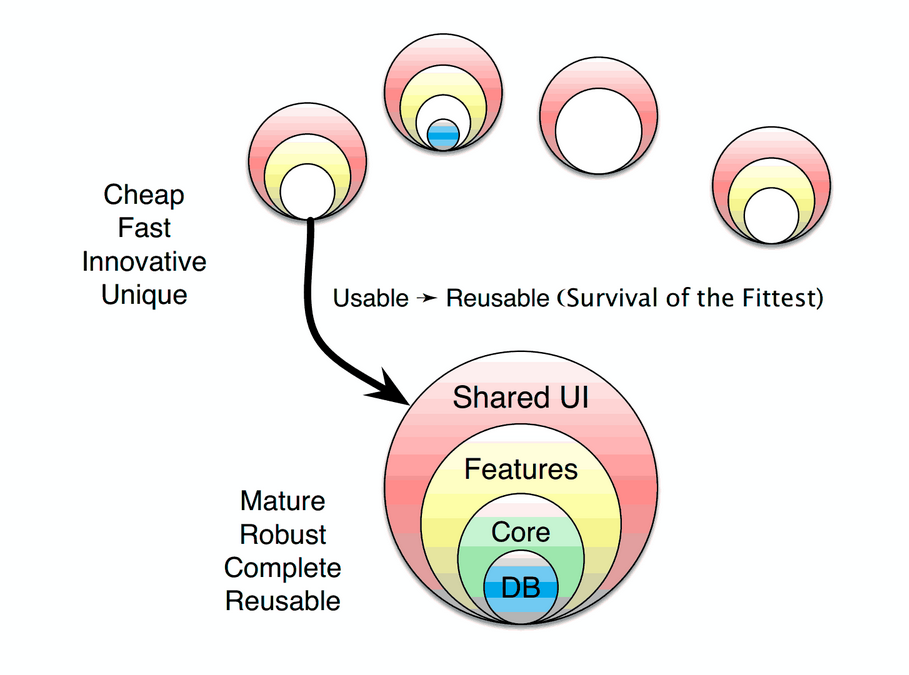 Cheap
Fast
Innovative
Unique
Usable → Reusable (Survival of the Fittest)
Shared UI
Features
Core
DB
Mature
Robust
Complete
Reusable